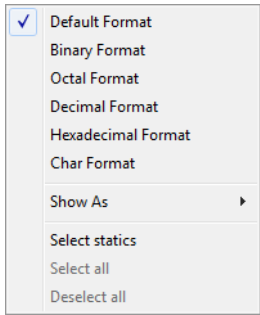 Default Format
Binary Format
Octal Format
Decimal Format
Hexadecimal Format
Char Format
Show As
Select statics
Select all
Deselect all